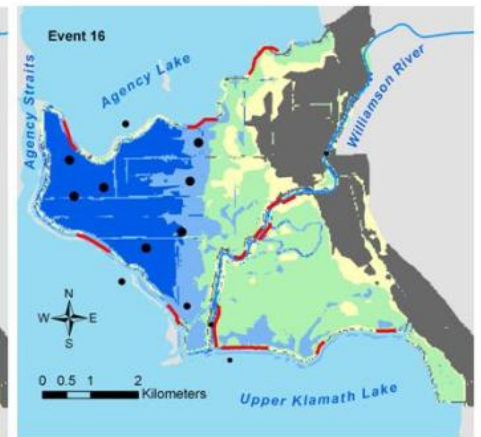 Event 16
Agency Lake
Agency Straits
Williamson River
N
W E
S
0 0.5 1 2
Kilometers
Upper Klamath Lake